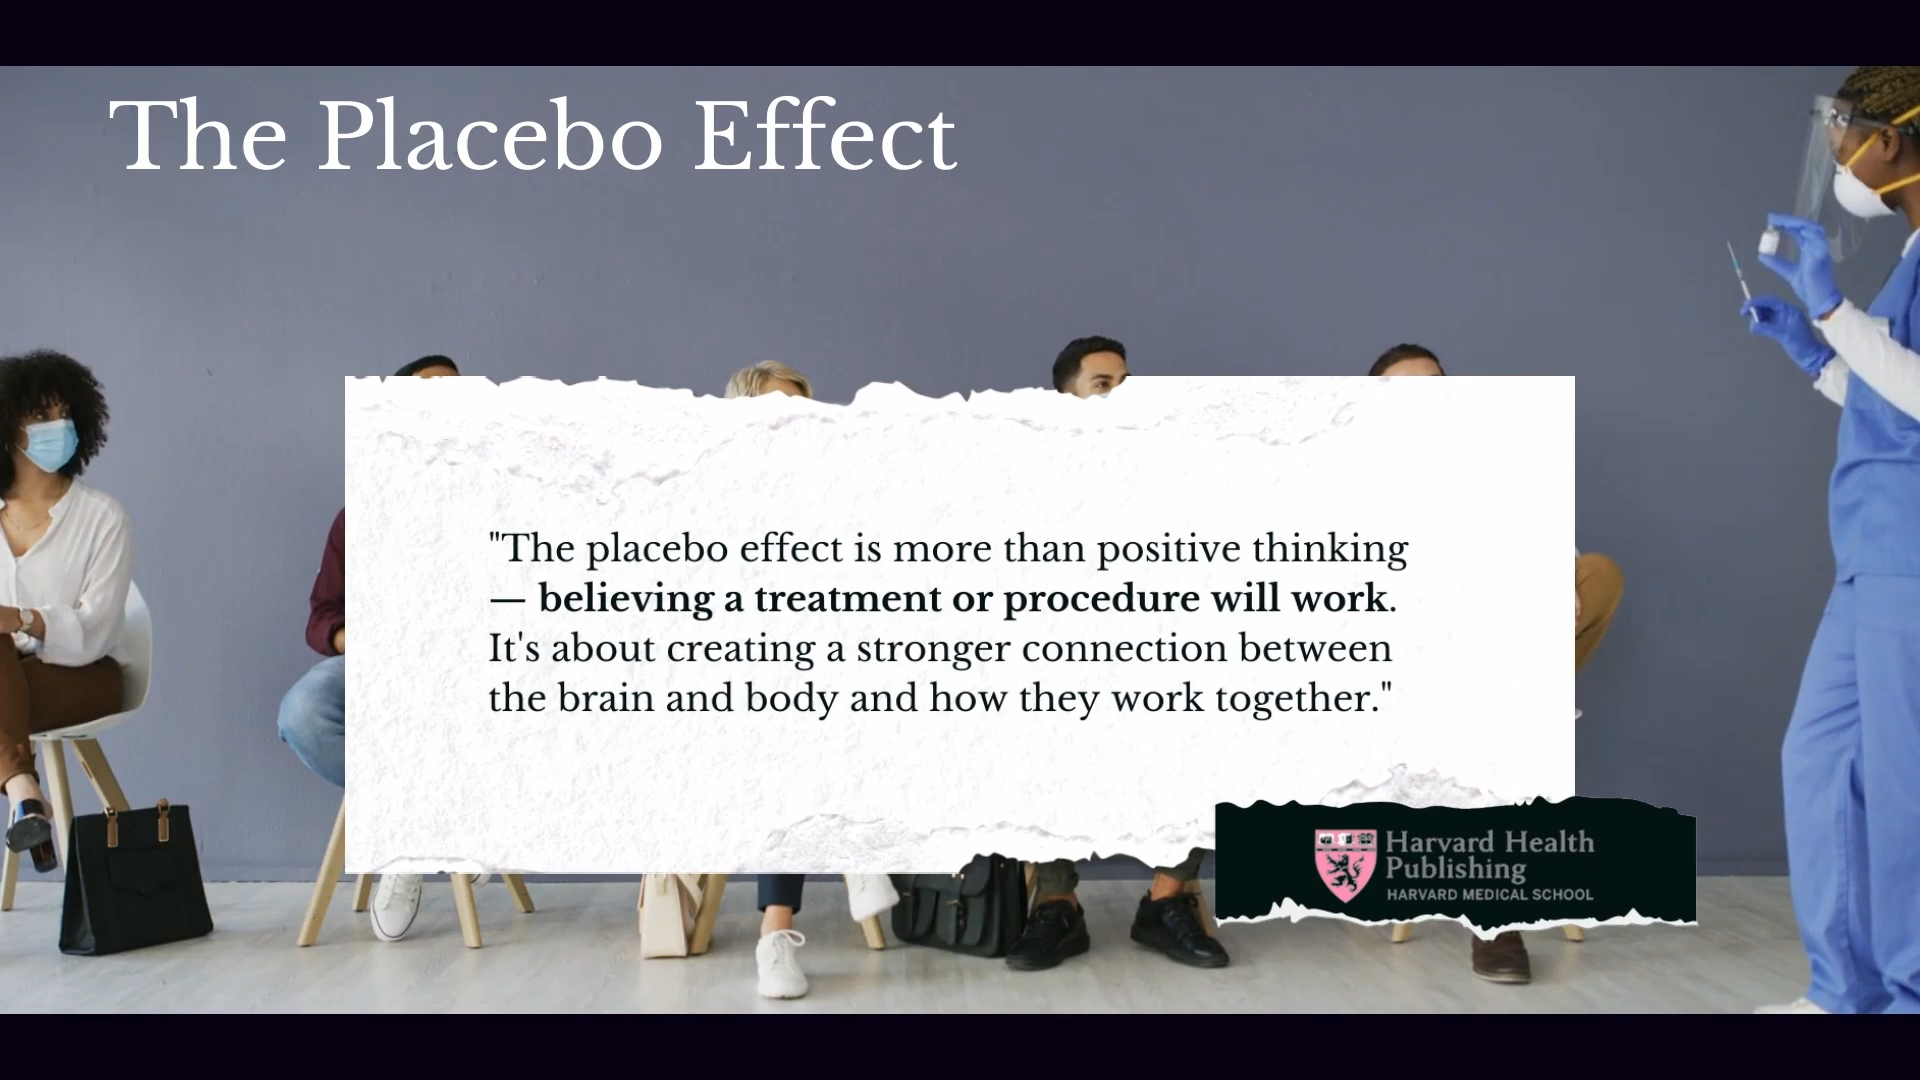 The Placebo Effect
"The placebo effect is more than positive thinking
— believing a treatment or procedure will work.
It's about creating a stronger connection between
the brain and body and how they work together."
Harvard Health
Publishing
HARVARD MEDICAL SCHOOL